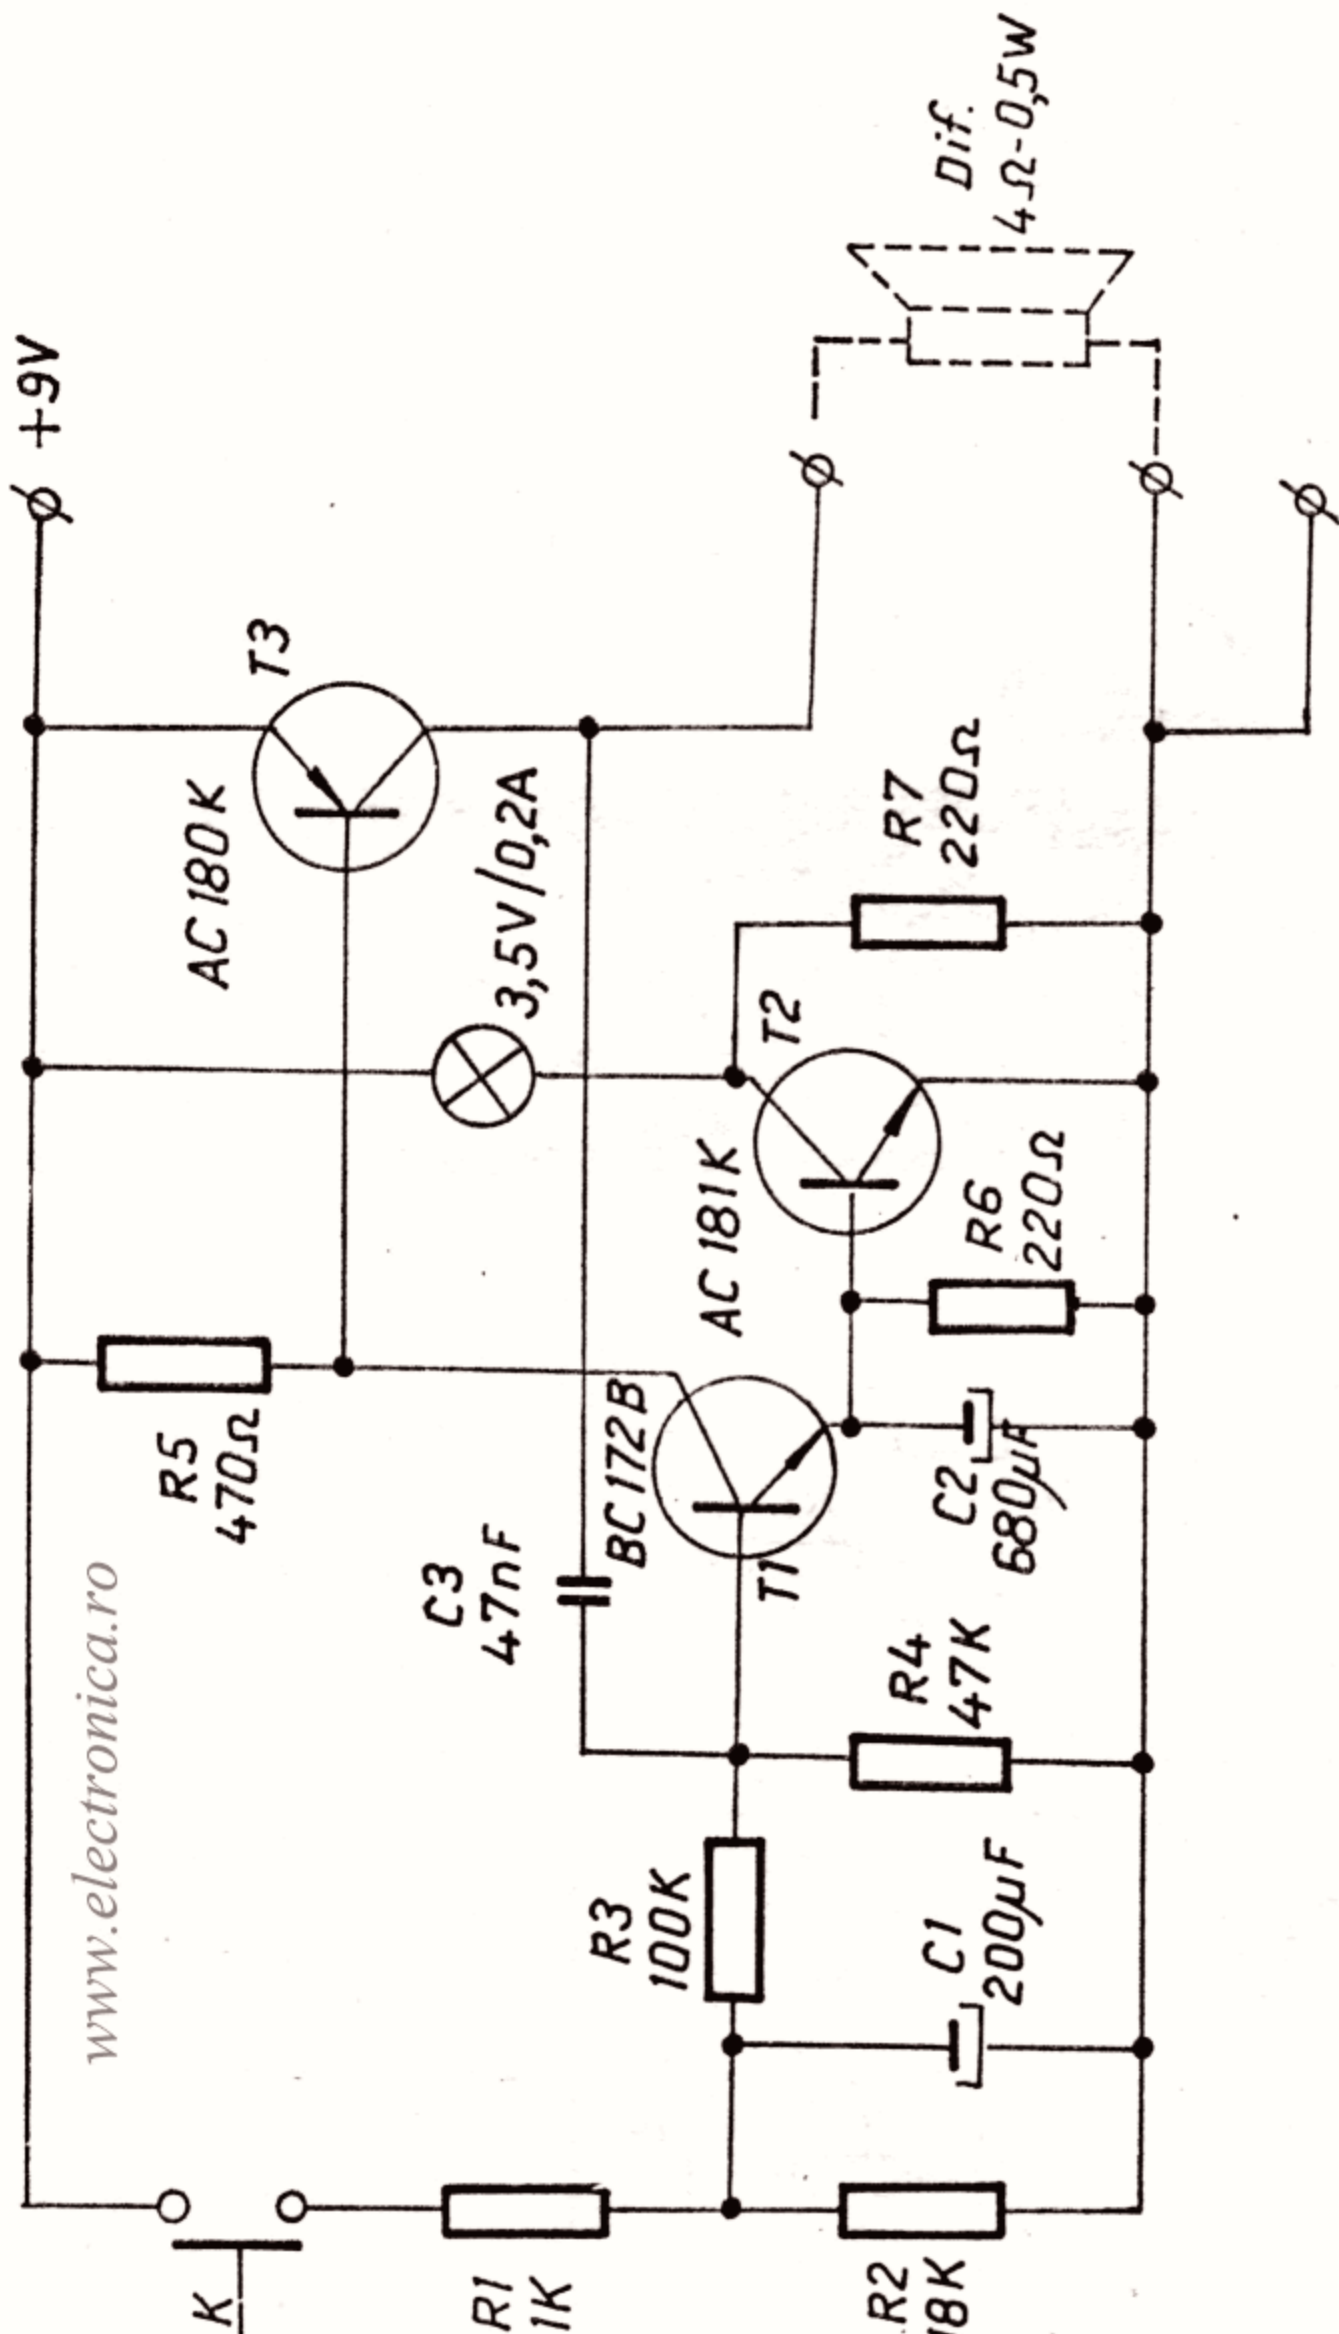 K
R1
1K
R2
www.electronica.ro
R3
100K
C1
200µF
C3
47nF
R4
47K
R5
470Ω
BC172B
T1
C2
680µF
AC181K
T2
R6
220Ω
AC180K
T3
3,5V/0,2A
R7
220Ω
+9V
Dif.
4Ω-0,5W